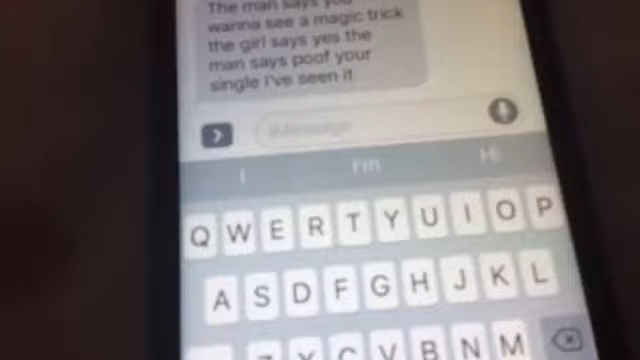 The man says you
wanna see a magic trick
the girl says yes the
man says poof your
single I've seen it
iMessage
I I'm Hi
Q W E R T Y U I O P
A S D F G H J K L
Z X C V B N M